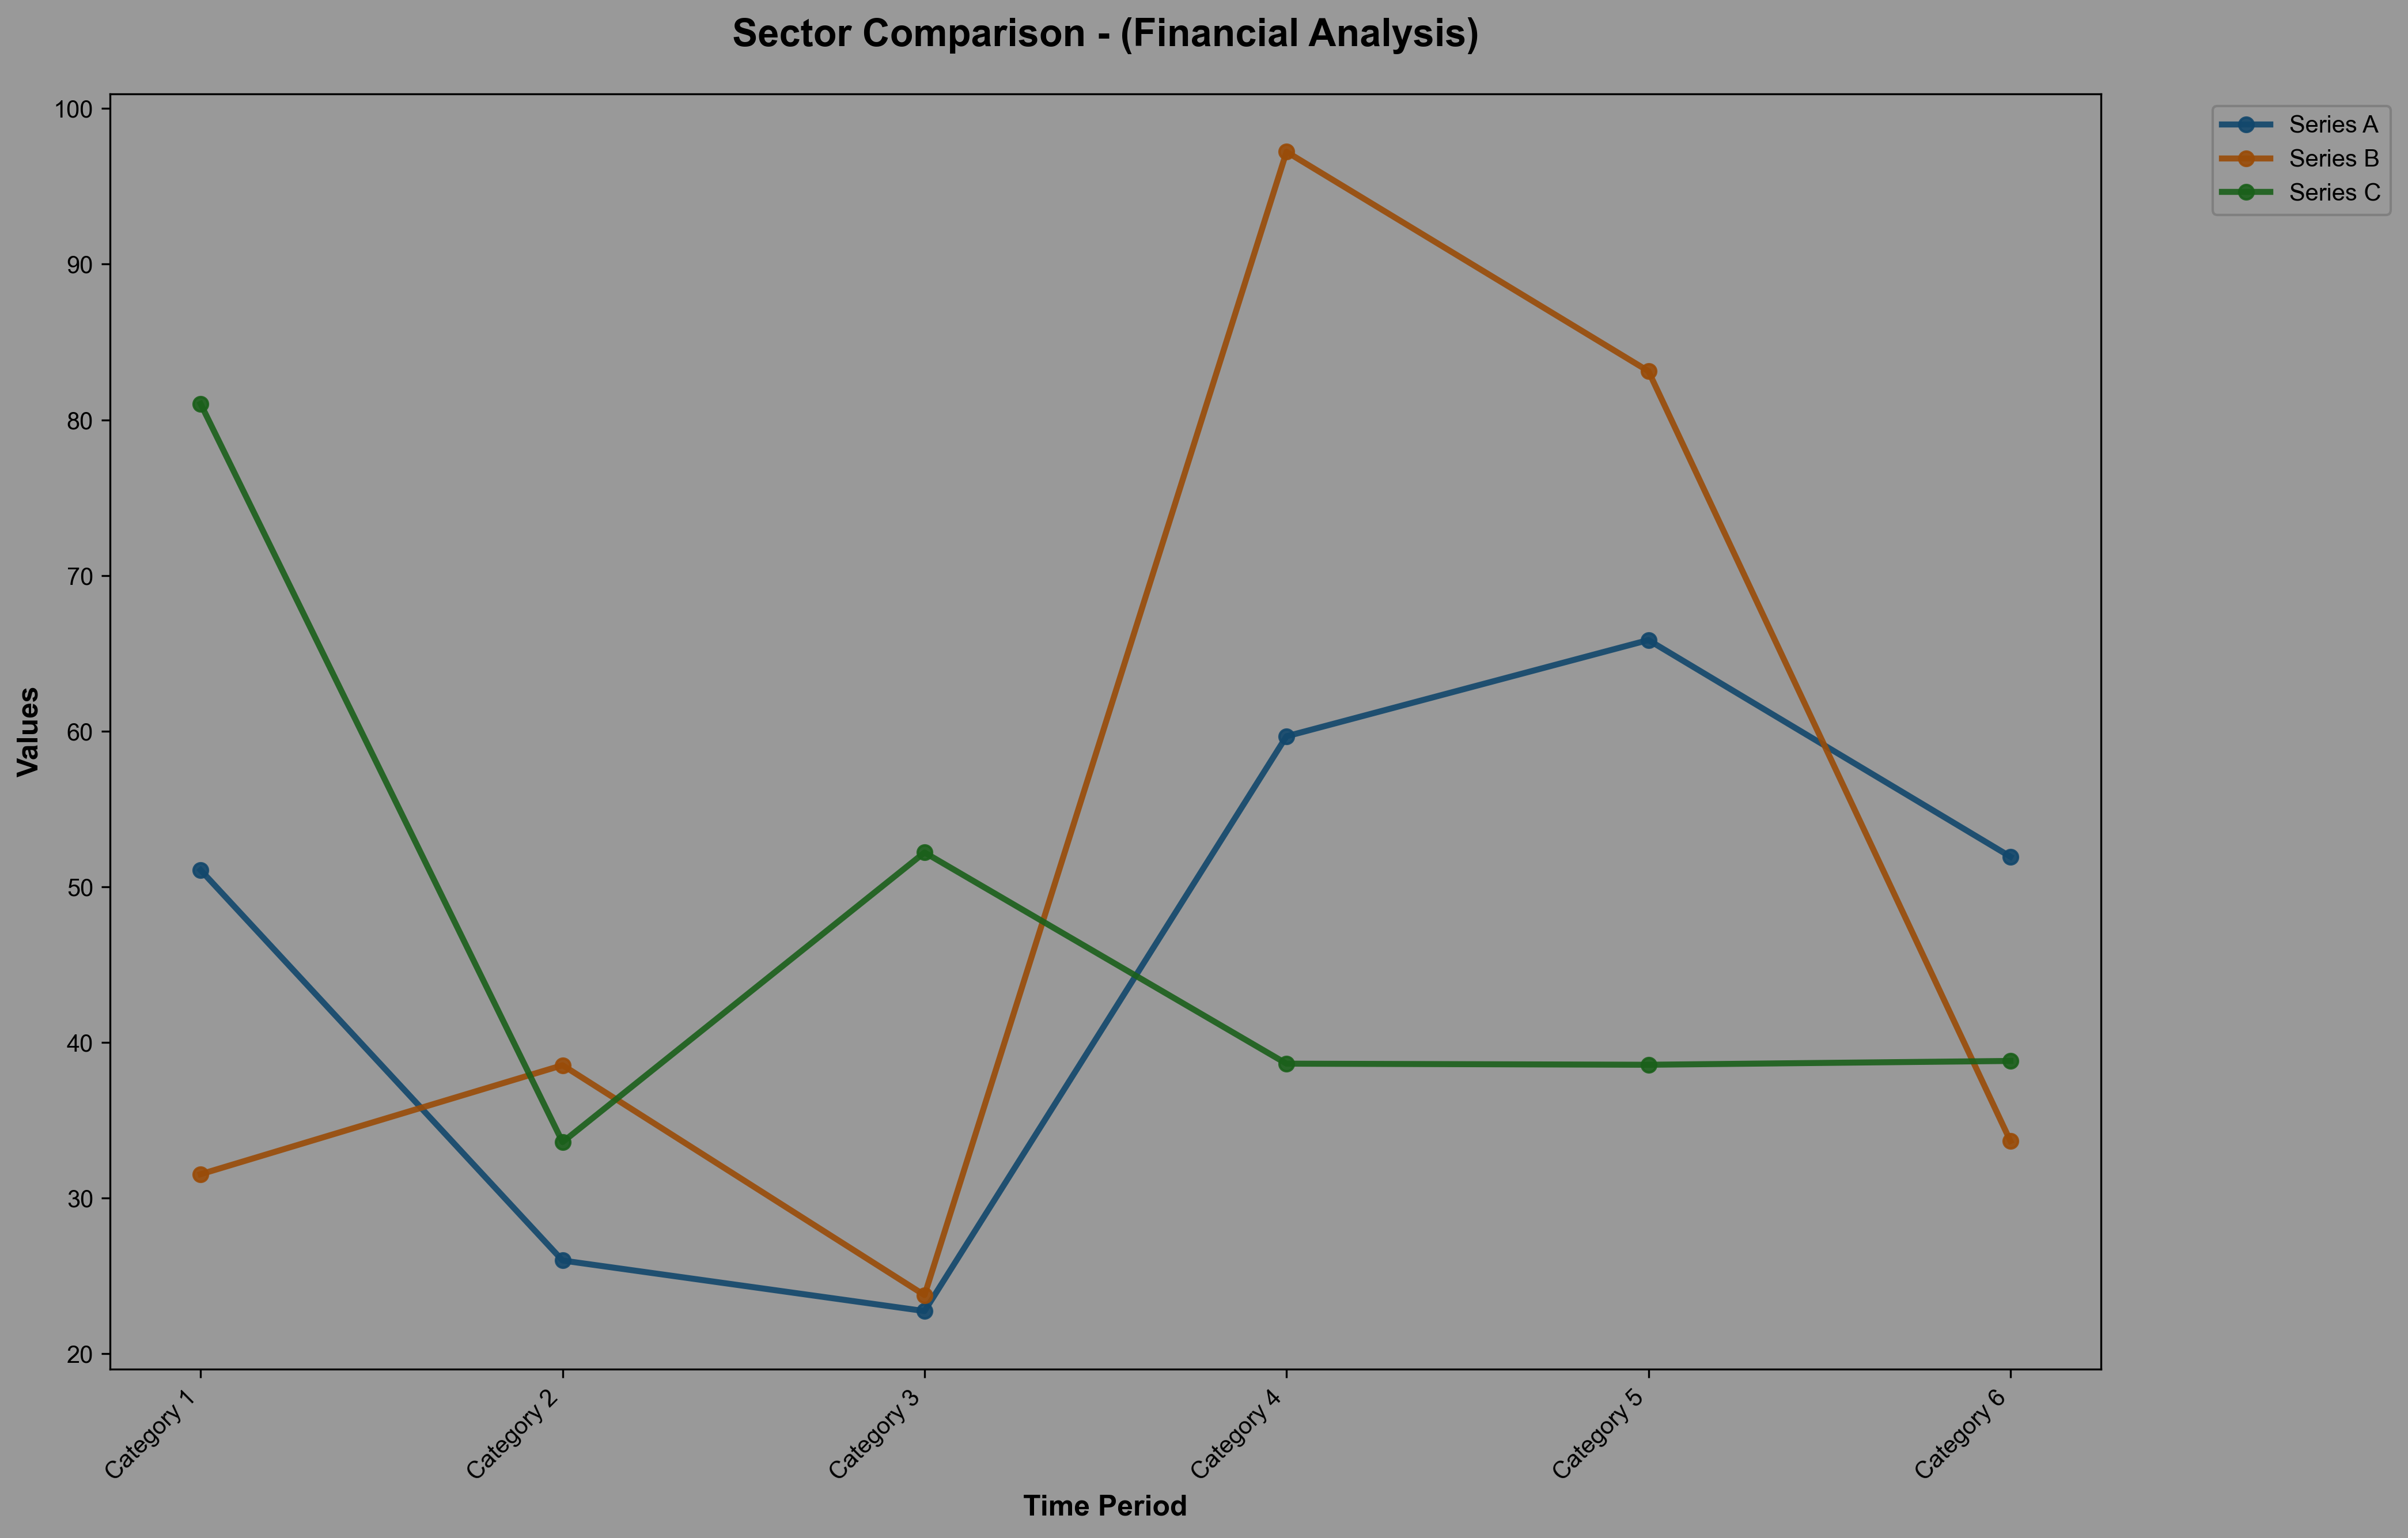 Sector Comparison - (Financial Analysis)
Series A
Series B
Series C
100
90
80
70
60
50
40
30
20
Values
Category 1
Category 2
Category 3
Category 4
Category 5
Category 6
Time Period